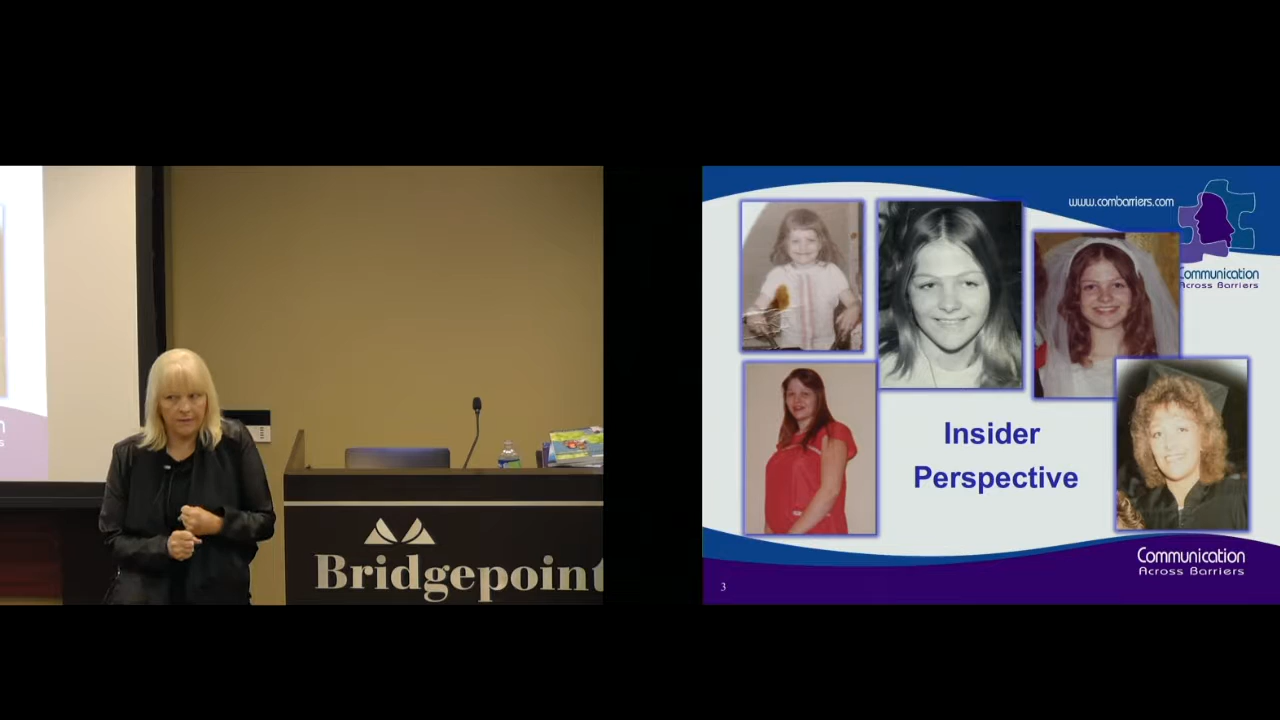 Bridgepoint
www.combarriers.com
Communication
Across Barriers
Insider
Perspective
Communication
Across Barriers
3